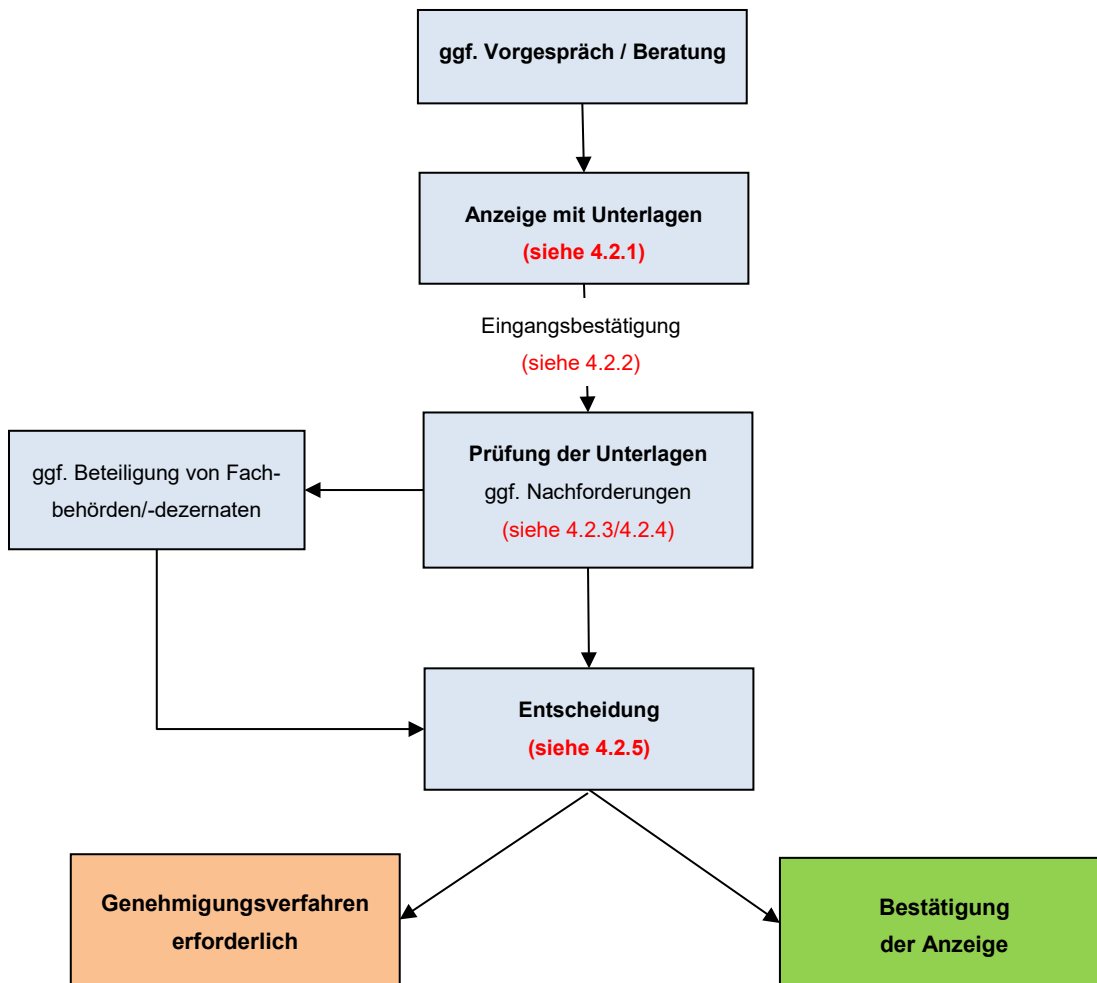 ggf. Vorgespräch / Beratung
Anzeige mit Unterlagen
(siehe 4.2.1)
Eingangsbestätigung
(siehe 4.2.2)
Prüfung der Unterlagen
ggf. Nachforderungen
(siehe 4.2.3/4.2.4)
ggf. Beteiligung von Fach-
behörden/-dezernaten
Entscheidung
(siehe 4.2.5)
Genehmigungsverfahren
erforderlich
Bestätigung
der Anzeige